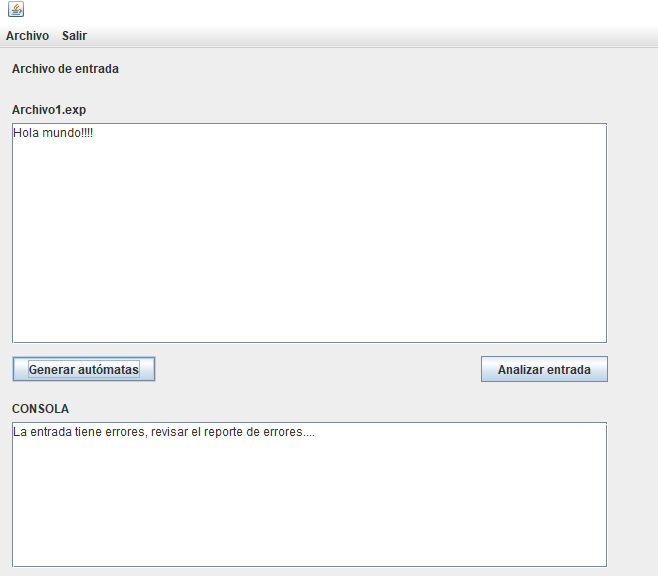 Archivo Salir
Archivo de entrada
Archivo1.exp
Hola mundo!!!!
Generar autómatas Analizar entrada
CONSOLA
La entrada tiene errores, revisar el reporte de errores....